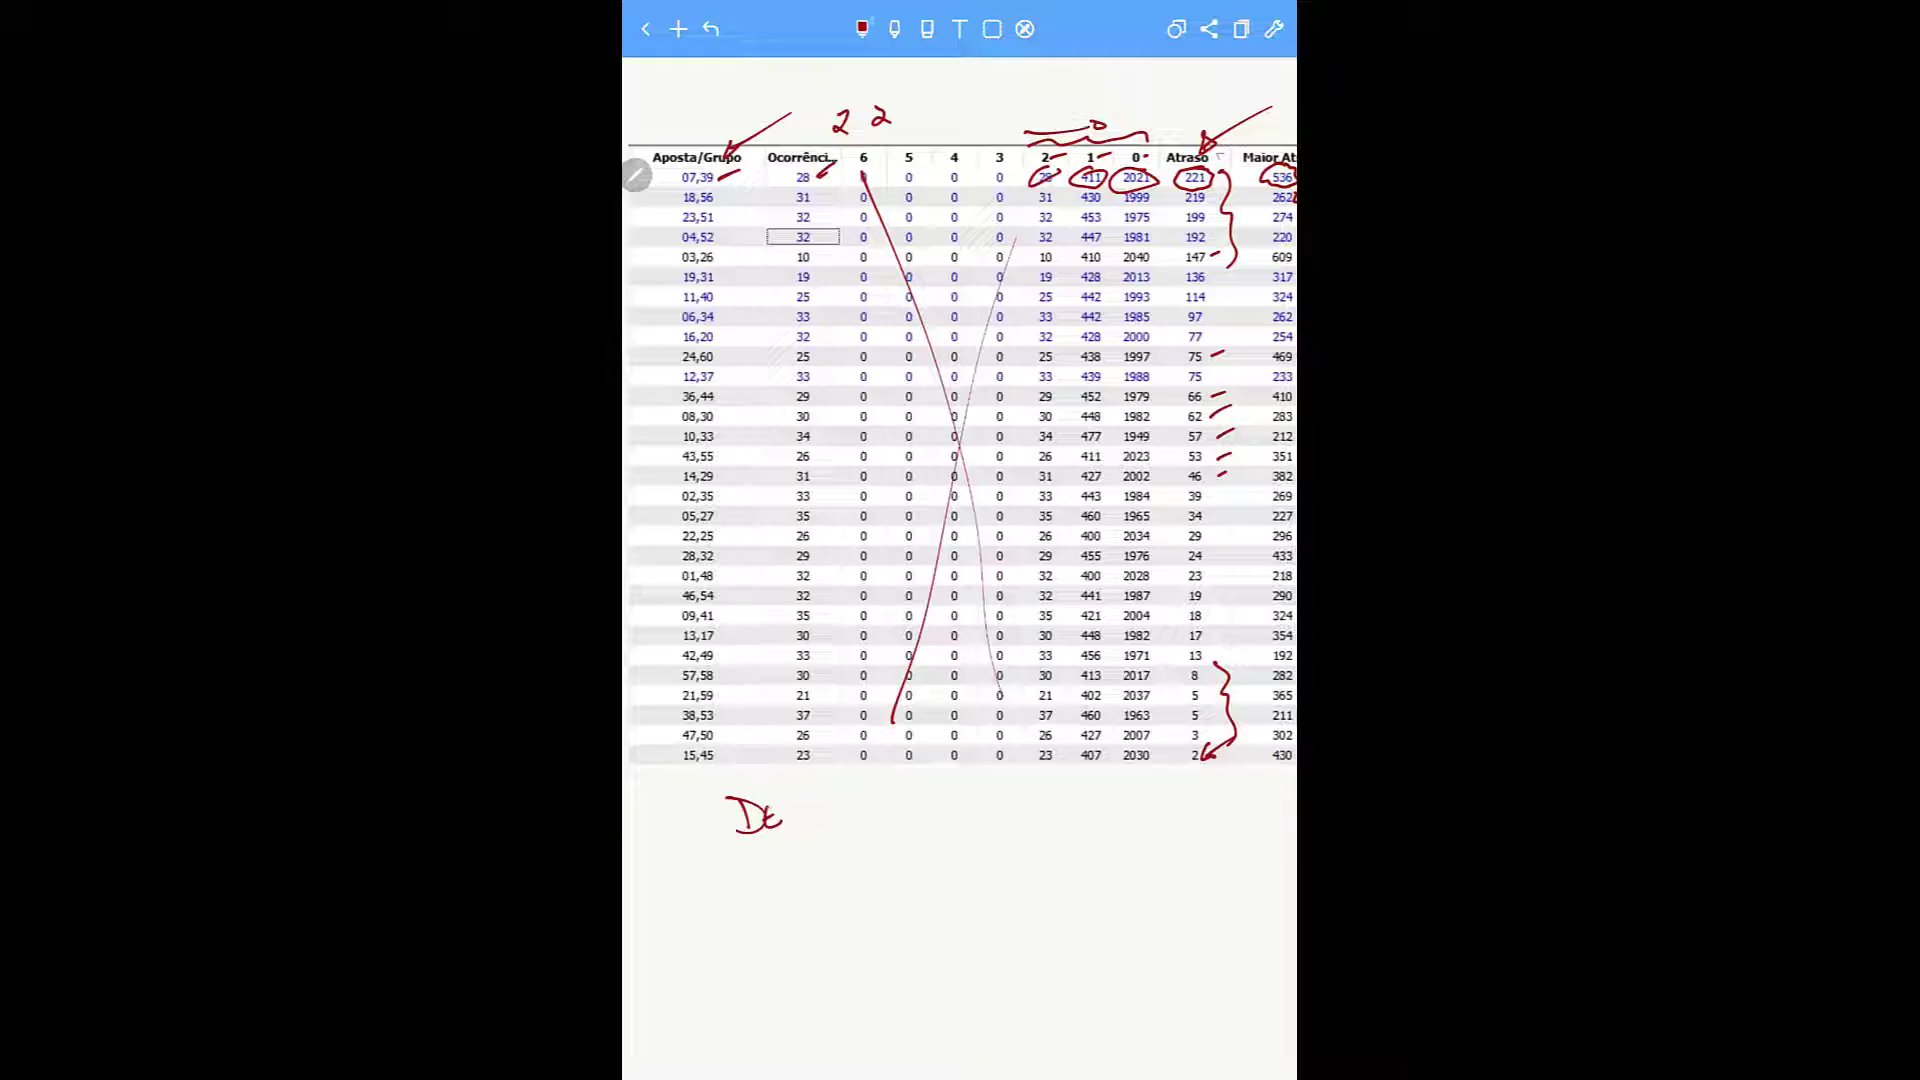 2 2
Aposta/Grupo Ocorrênci... 6 5 4 3 2 1 0 Atraso Maior At
07,39 28 0 0 0 0 28 411 2021 221 536
18,56 31 0 0 0 0 31 430 1999 219 262
23,51 32 0 0 0 0 32 453 1975 199 274
04,52 32 0 0 0 0 32 447 1981 192 220
03,26 10 0 0 0 0 10 410 2040 147 609
19,31 19 0 0 0 0 19 428 2013 136 317
11,40 25 0 0 0 0 25 442 1993 114 324
06,34 33 0 0 0 0 33 442 1985 97 262
16,20 32 0 0 0 0 32 428 2000 77 254
24,60 25 0 0 0 0 25 438 1997 75 469
12,37 33 0 0 0 0 33 439 1988 75 233
36,44 29 0 0 0 0 29 452 1979 66 410
08,30 30 0 0 0 0 30 448 1982 62 283
10,33 34 0 0 0 0 34 477 1949 57 212
43,55 26 0 0 0 0 26 411 2023 53 351
14,29 31 0 0 0 0 31 427 2002 46 382
02,35 33 0 0 0 0 33 443 1984 39 269
05,27 35 0 0 0 0 35 460 1965 34 227
22,25 26 0 0 0 0 26 400 2034 29 296
28,32 29 0 0 0 0 29 455 1976 24 433
01,48 32 0 0 0 0 32 400 2028 23 218
46,54 32 0 0 0 0 32 441 1987 19 290
09,41 35 0 0 0 0 35 421 2004 18 324
13,17 30 0 0 0 0 30 448 1982 17 354
42,49 33 0 0 0 0 33 456 1971 13 192
57,58 30 0 0 0 0 30 413 2017 8 282
21,59 21 0 0 0 0 21 402 2037 5 365
38,53 37 0 0 0 0 37 460 1963 5 211
47,50 26 0 0 0 0 26 427 2007 3 302
15,45 23 0 0 0 0 23 407 2030 2 430
DE